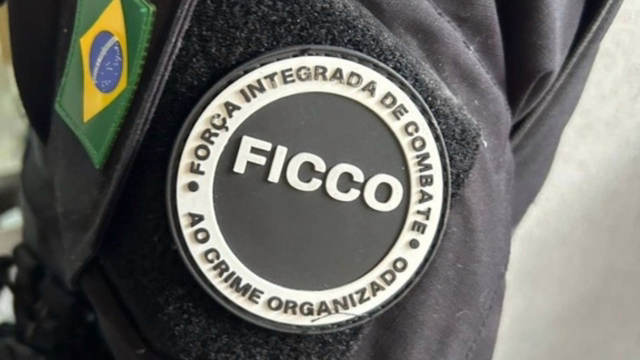 FORÇA INTEGRADA DE COMBATE
FICCO
AO CRIME ORGANIZADO